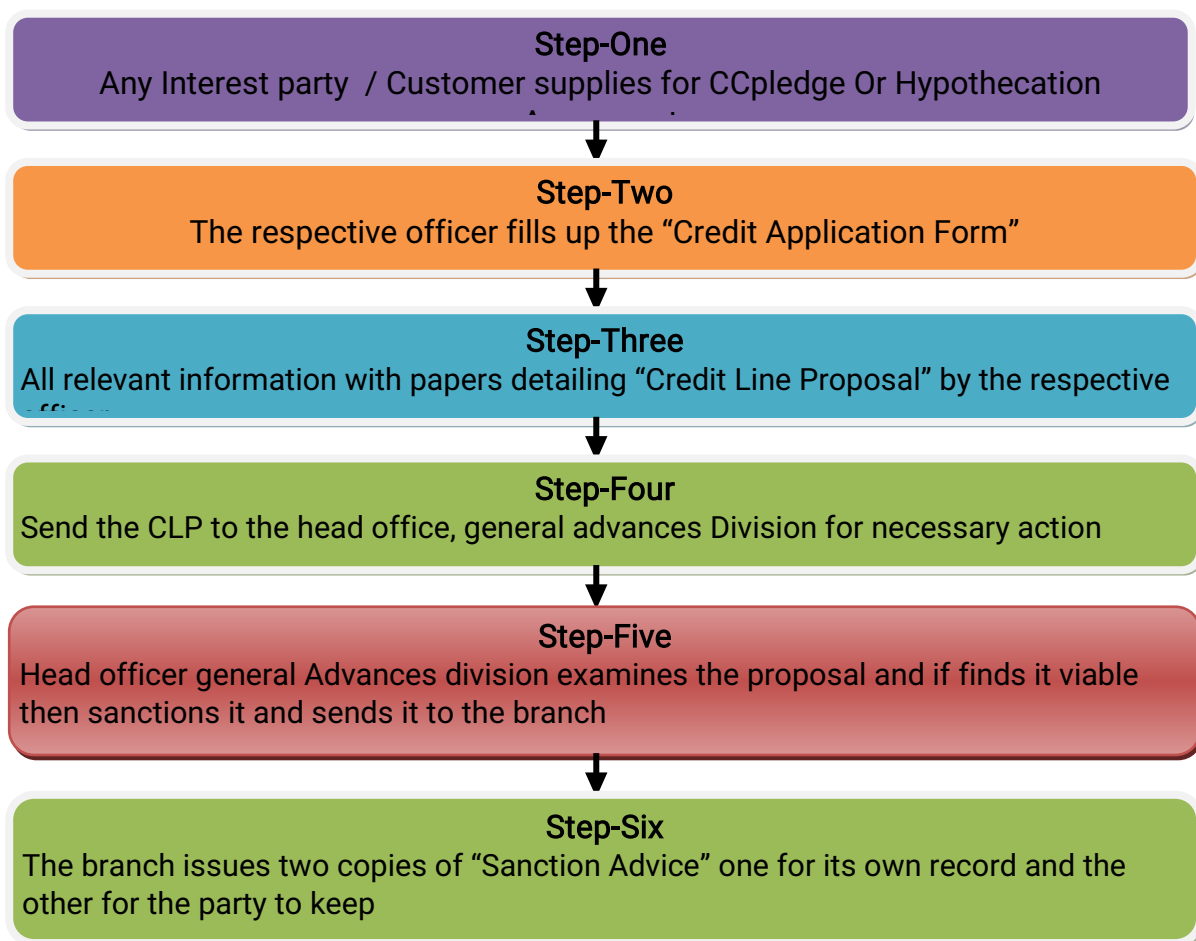 Step-One
Any Interest party / Customer supplies for CCpledge Or Hypothecation
Step-Two
The respective officer fills up the “Credit Application Form”
Step-Three
All relevant information with papers detailing “Credit Line Proposal” by the respective
Step-Four
Send the CLP to the head office, general advances Division for necessary action
Step-Five
Head officer general Advances division examines the proposal and if finds it viable
then sanctions it and sends it to the branch
Step-Six
The branch issues two copies of “Sanction Advice” one for its own record and the
other for the party to keep